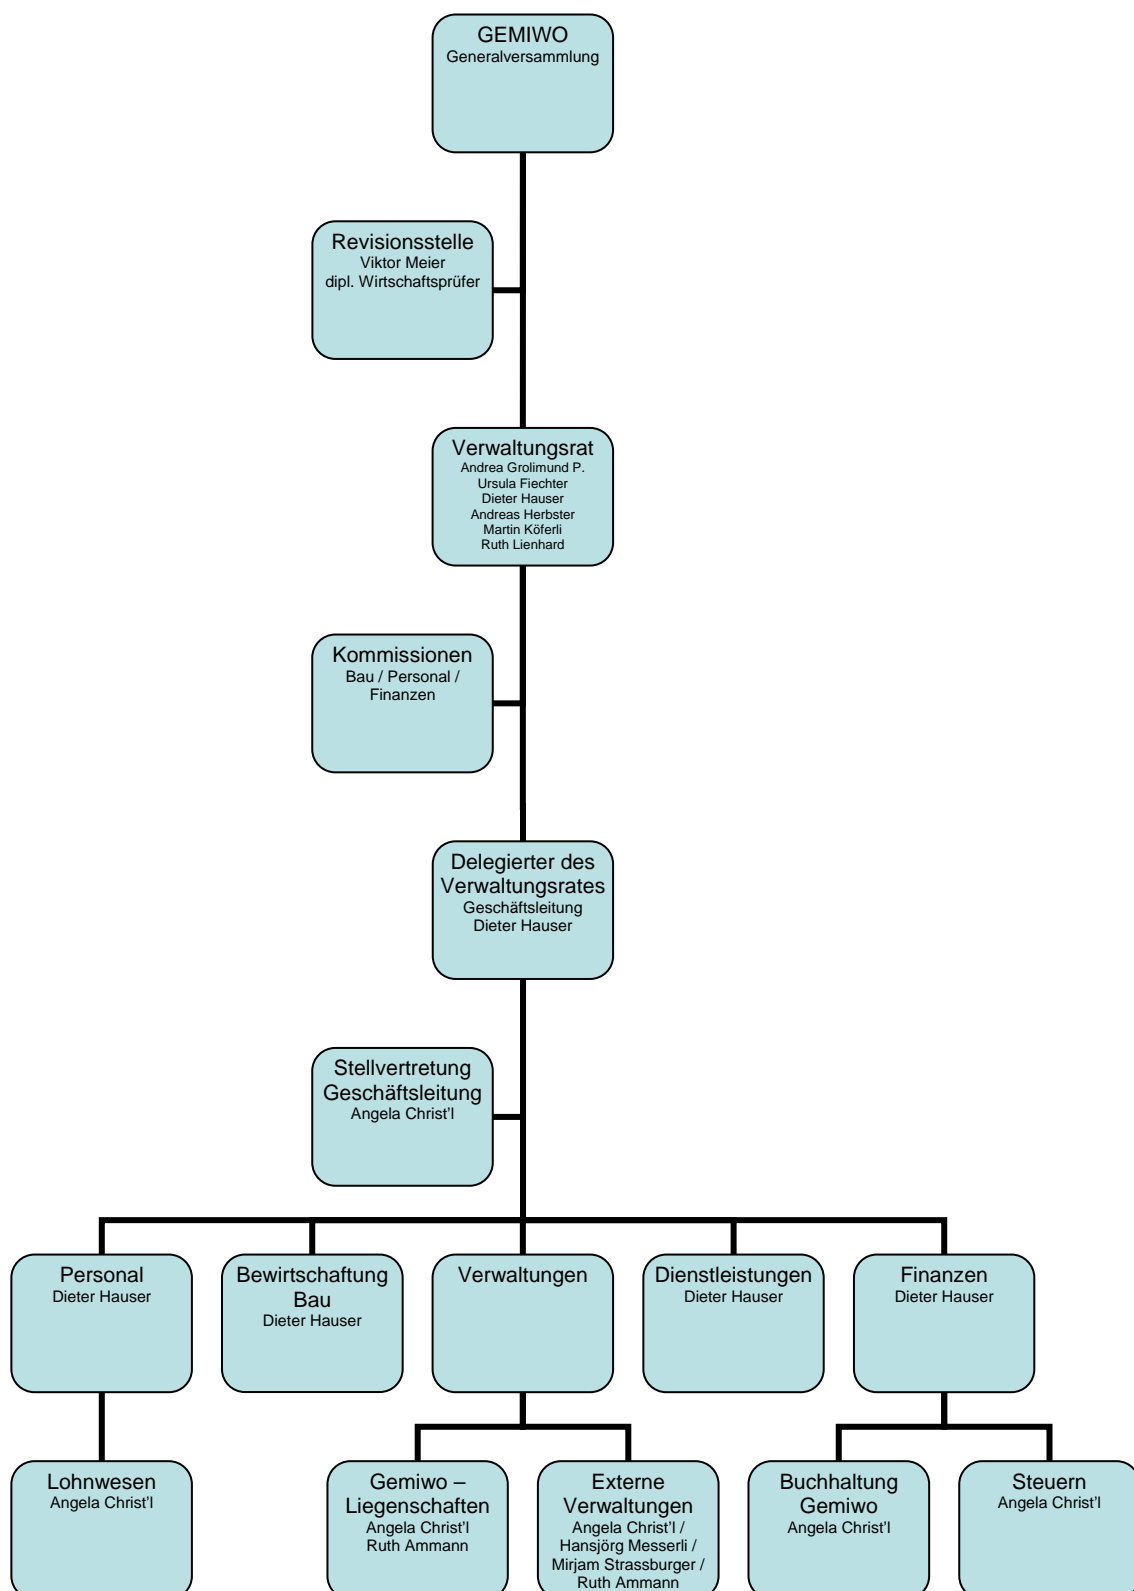 GEMIWO
Generalversammlung
Revisionsstelle
Viktor Meier
dipl. Wirtschaftsprüfer
Verwaltungsrat
Andrea Grolimund P.
Ursula Fiechter
Dieter Hauser
Andreas Herbster
Martin Köferli
Ruth Lienhard
Kommissionen
Bau / Personal /
Finanzen
Delegierter des
Verwaltungsrates
Geschäftsleitung
Dieter Hauser
Stellvertretung
Geschäftsleitung
Angela Christ'l
Personal
Dieter Hauser
Bewirtschaftung
Bau
Dieter Hauser
Verwaltungen
Dienstleistungen
Dieter Hauser
Finanzen
Dieter Hauser
Lohnwesen
Angela Christ'l
Gemiwo –
Liegenschaften
Angela Christ'l
Ruth Ammann
Externe
Verwaltungen
Angela Christ'l /
Hansjörg Messerli /
Mirjam Strassburger /
Ruth Ammann
Buchhaltung
Gemiwo
Angela Christ'l
Steuern
Angela Christ'l